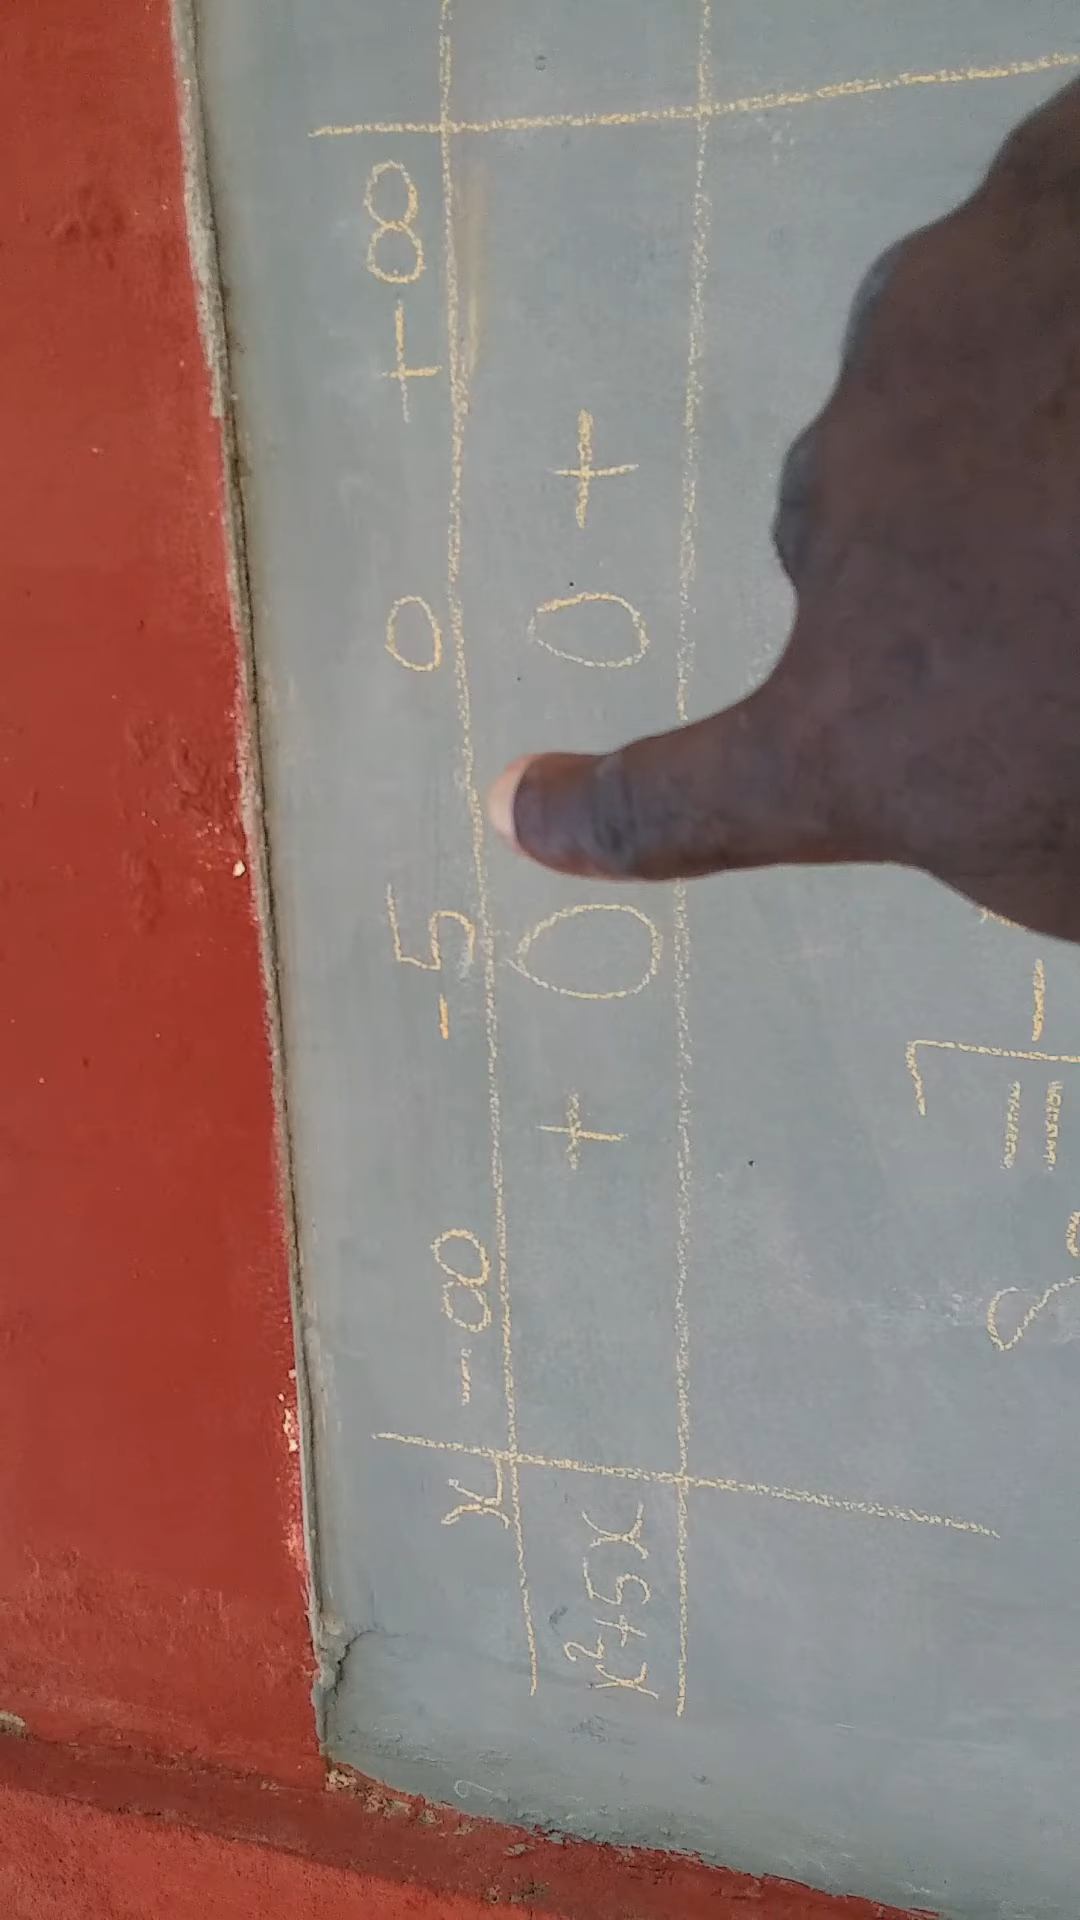 x -∞ -5 0 +∞
x²+5x + 0 0 +